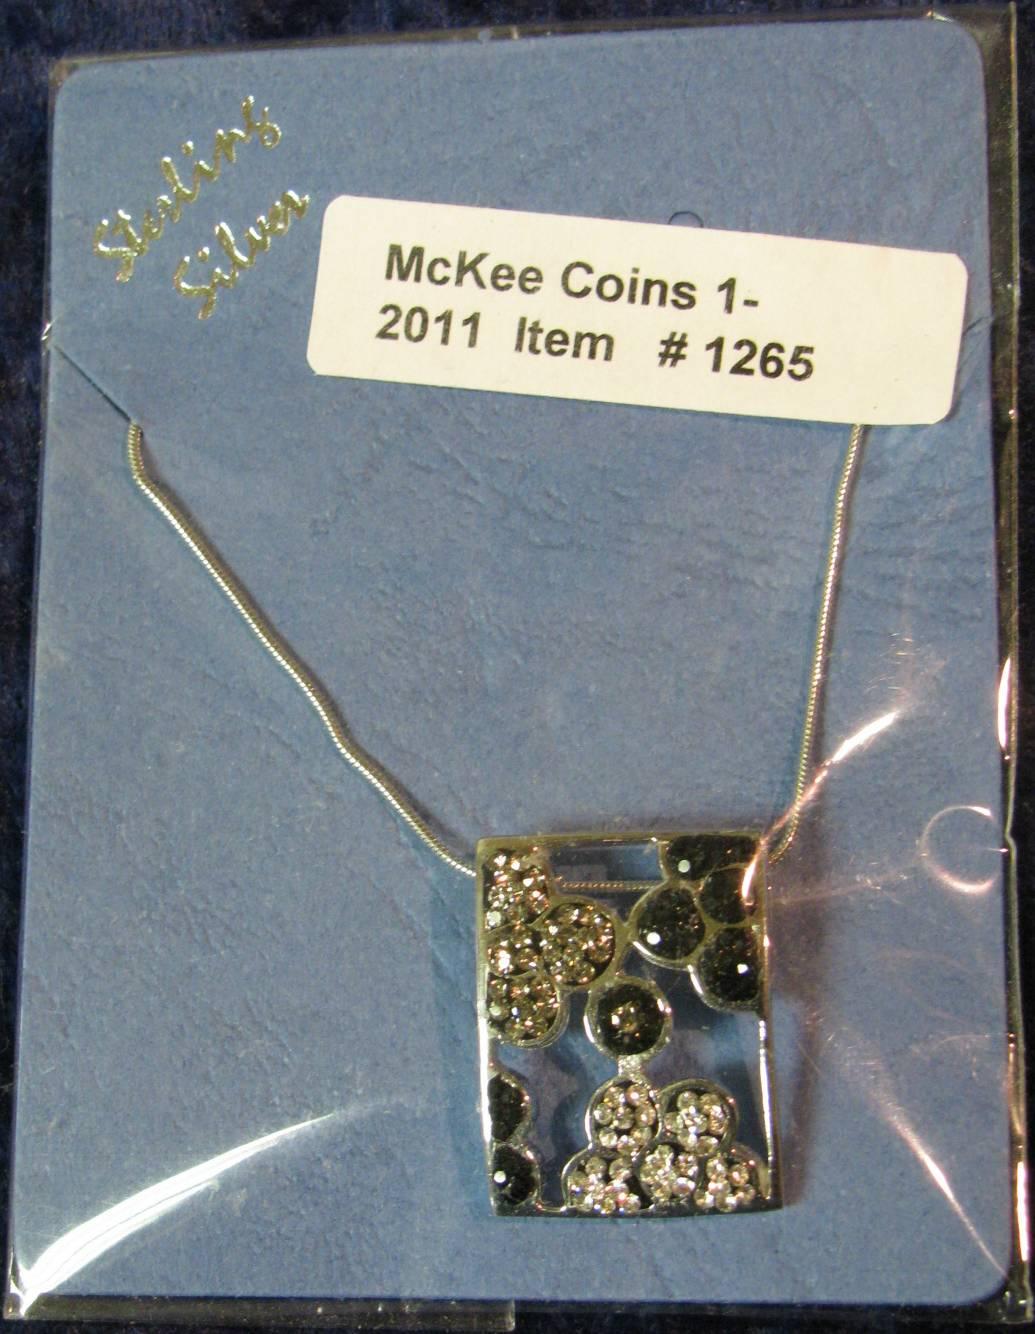 Sterling
Silver
McKee Coins 1-
2011 Item # 1265